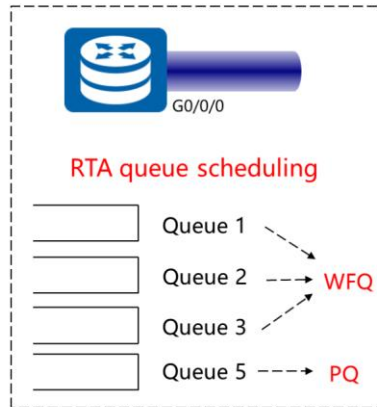 G0/0/0
RTA queue scheduling
Queue 1
Queue 2
WFQ
Queue 3
Queue 5
PQ